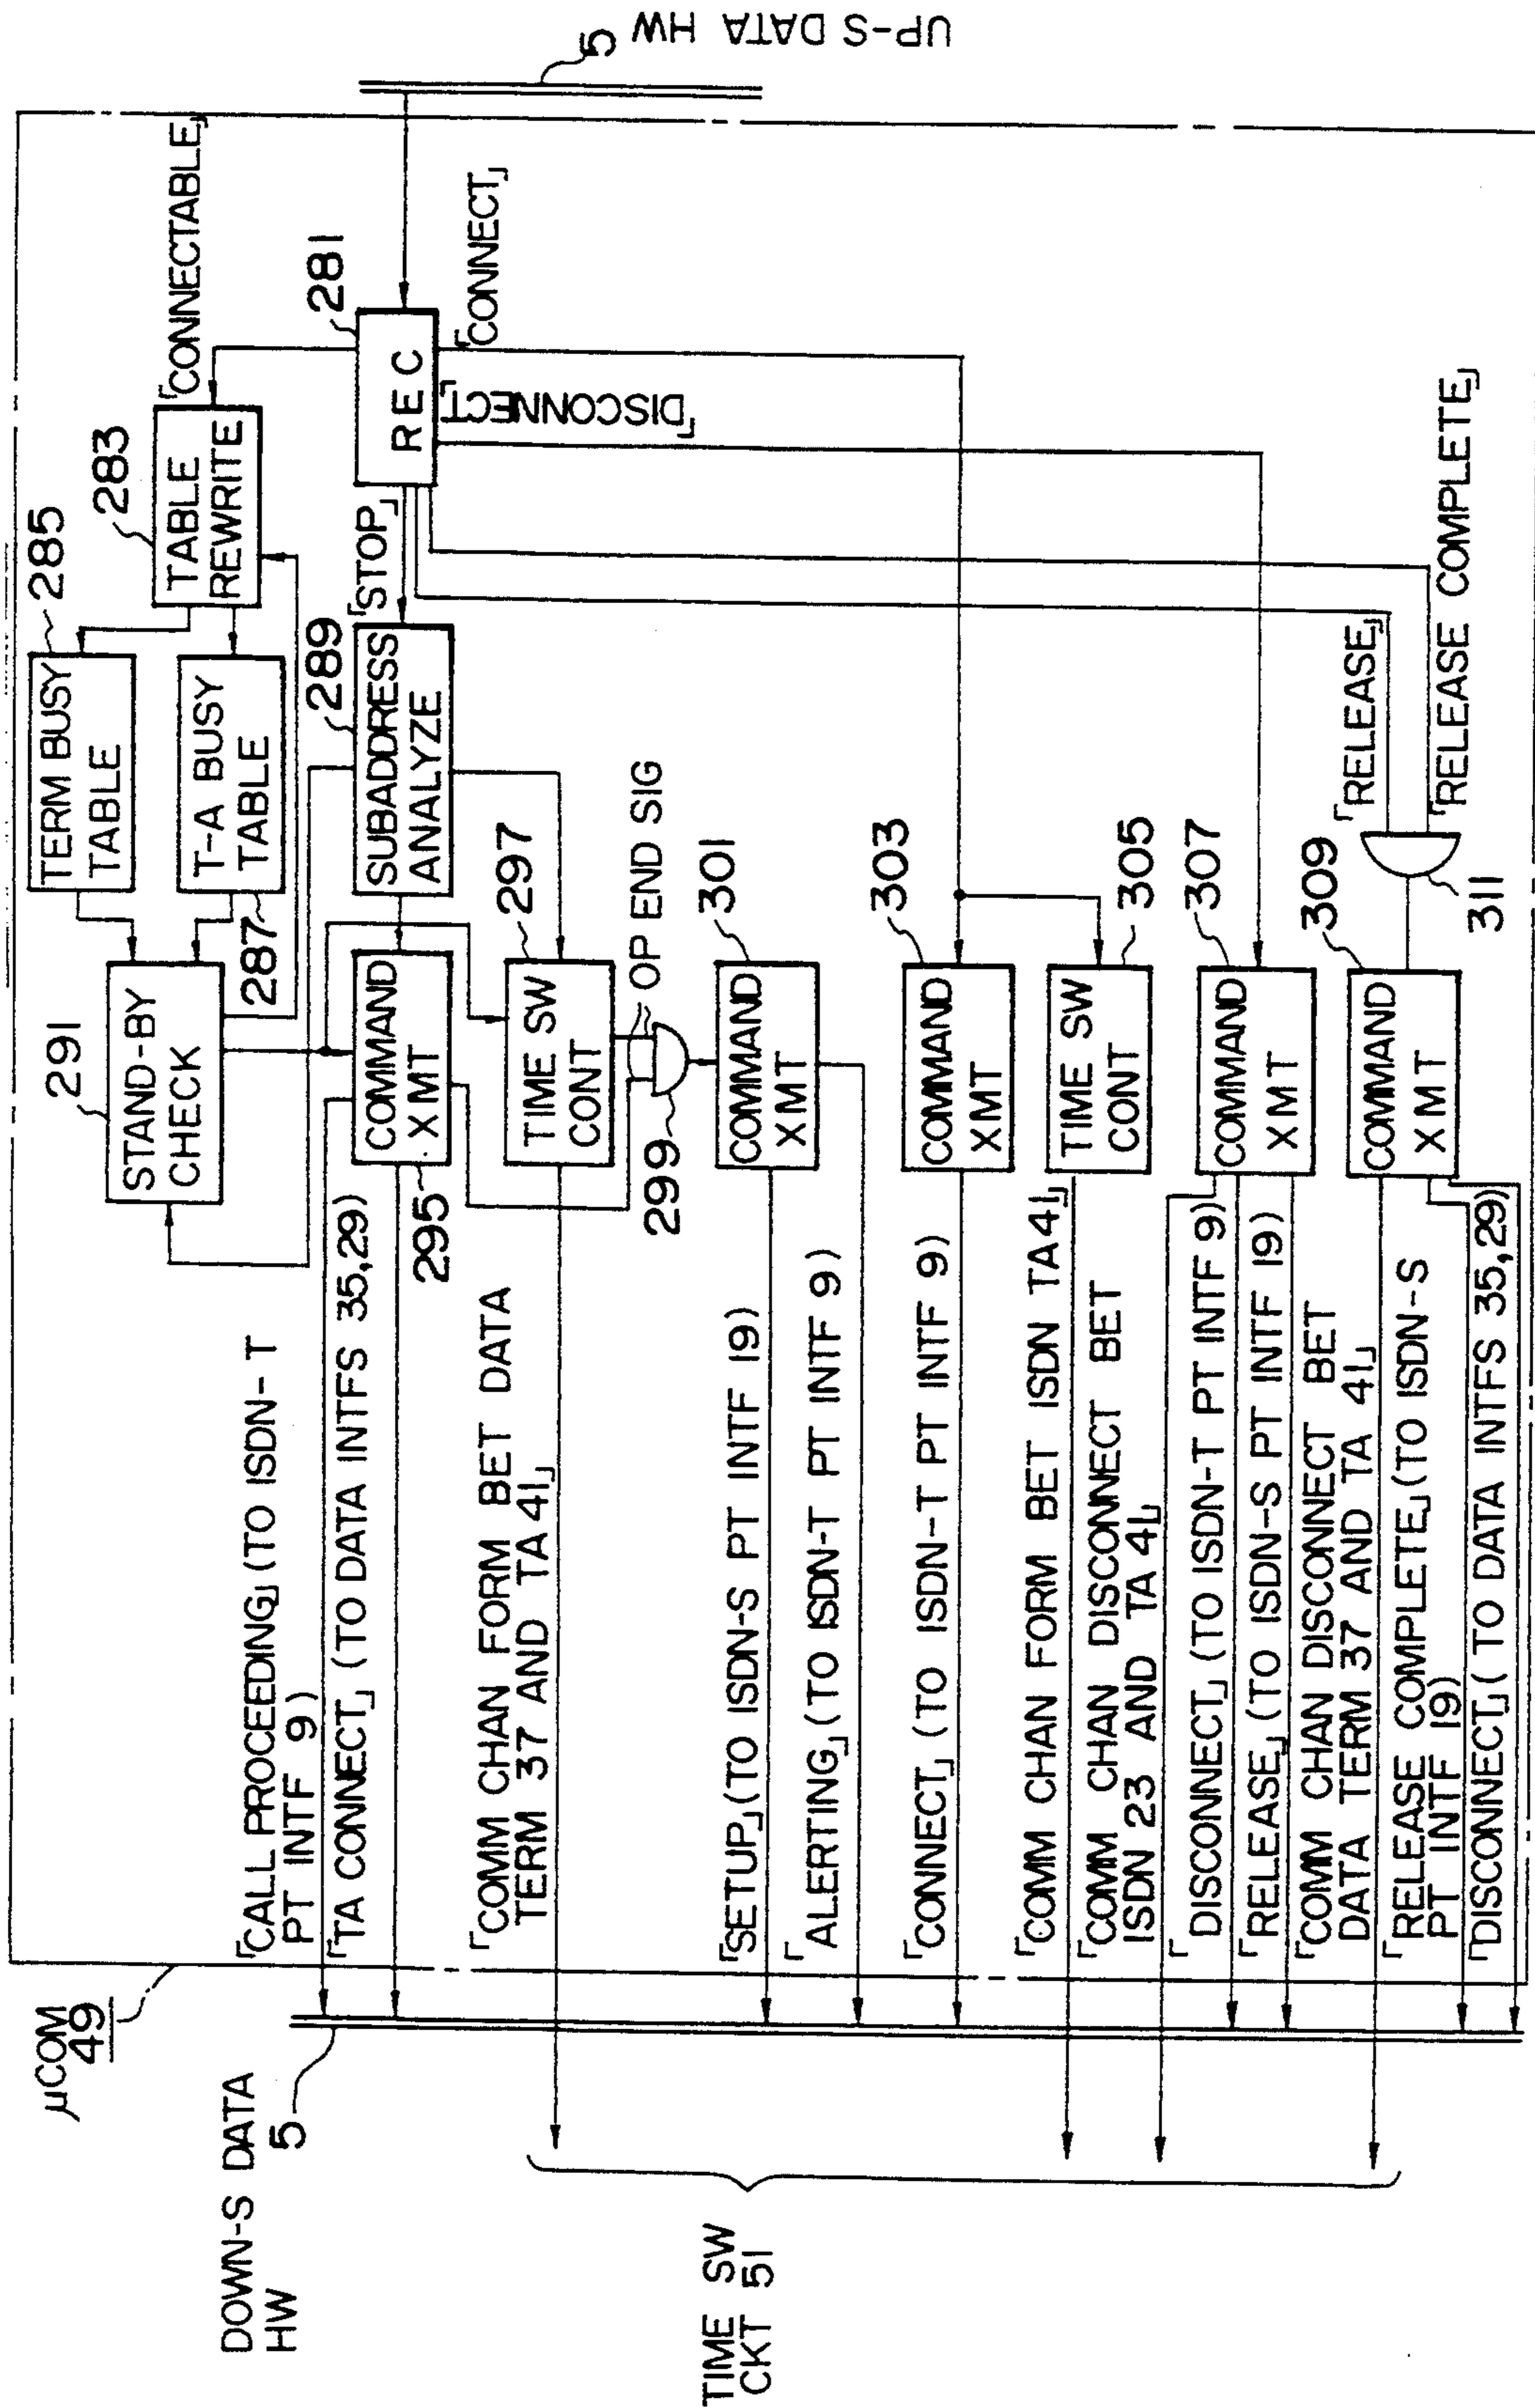 UP-S DATA HW
5
「CONNECTABLE」
281
REC
「CONNECT」
「DISCONNECT」
「STOP」
283
TABLE
REWRITE
285
TERM BUSY
TABLE
T-A BUSY
TABLE
287
289
SUBADDRESS
ANALYZE
291
STAND-BY
CHECK
COMMAND
XMT
295
297
TIME SW
CONT
OP END SIG
299
301
COMMAND
XMT
303
COMMAND
XMT
TIME SW
CONT
305
307
COMMAND
XMT
309
COMMAND
XMT
311
「RELEASE」
「RELEASE COMPLETE」
「CALL PROCEEDING」(TO ISDN-T
PT INTF 9)
「TA CONNECT」(TO DATA INTFS 35,29)
「COMM CHAN FORM BET DATA
TERM 37 AND TA 41」
「SETUP」(TO ISDN-S PT INTF 19)
「ALERTING」(TO ISDN-T PT INTF 9)
「CONNECT」(TO ISDN-T PT INTF 9)
「COMM CHAN FORM BET ISDN TA41」
「COMM CHAN DISCONNECT BET
ISDN 23 AND TA 41」
「DISCONNECT」(TO ISDN-T PT INTF 9)
「RELEASE」(TO ISDN-S PT INTF 19)
「COMM CHAN DISCONNECT BET
DATA TERM 37 AND TA 41」
「RELEASE COMPLETE」(TO ISDN-S
PT INTF 19)
「DISCONNECT」(TO DATA INTFS 35,29)
μCOM
49
DOWN-S DATA
HW
5
TIME SW
CKT 51